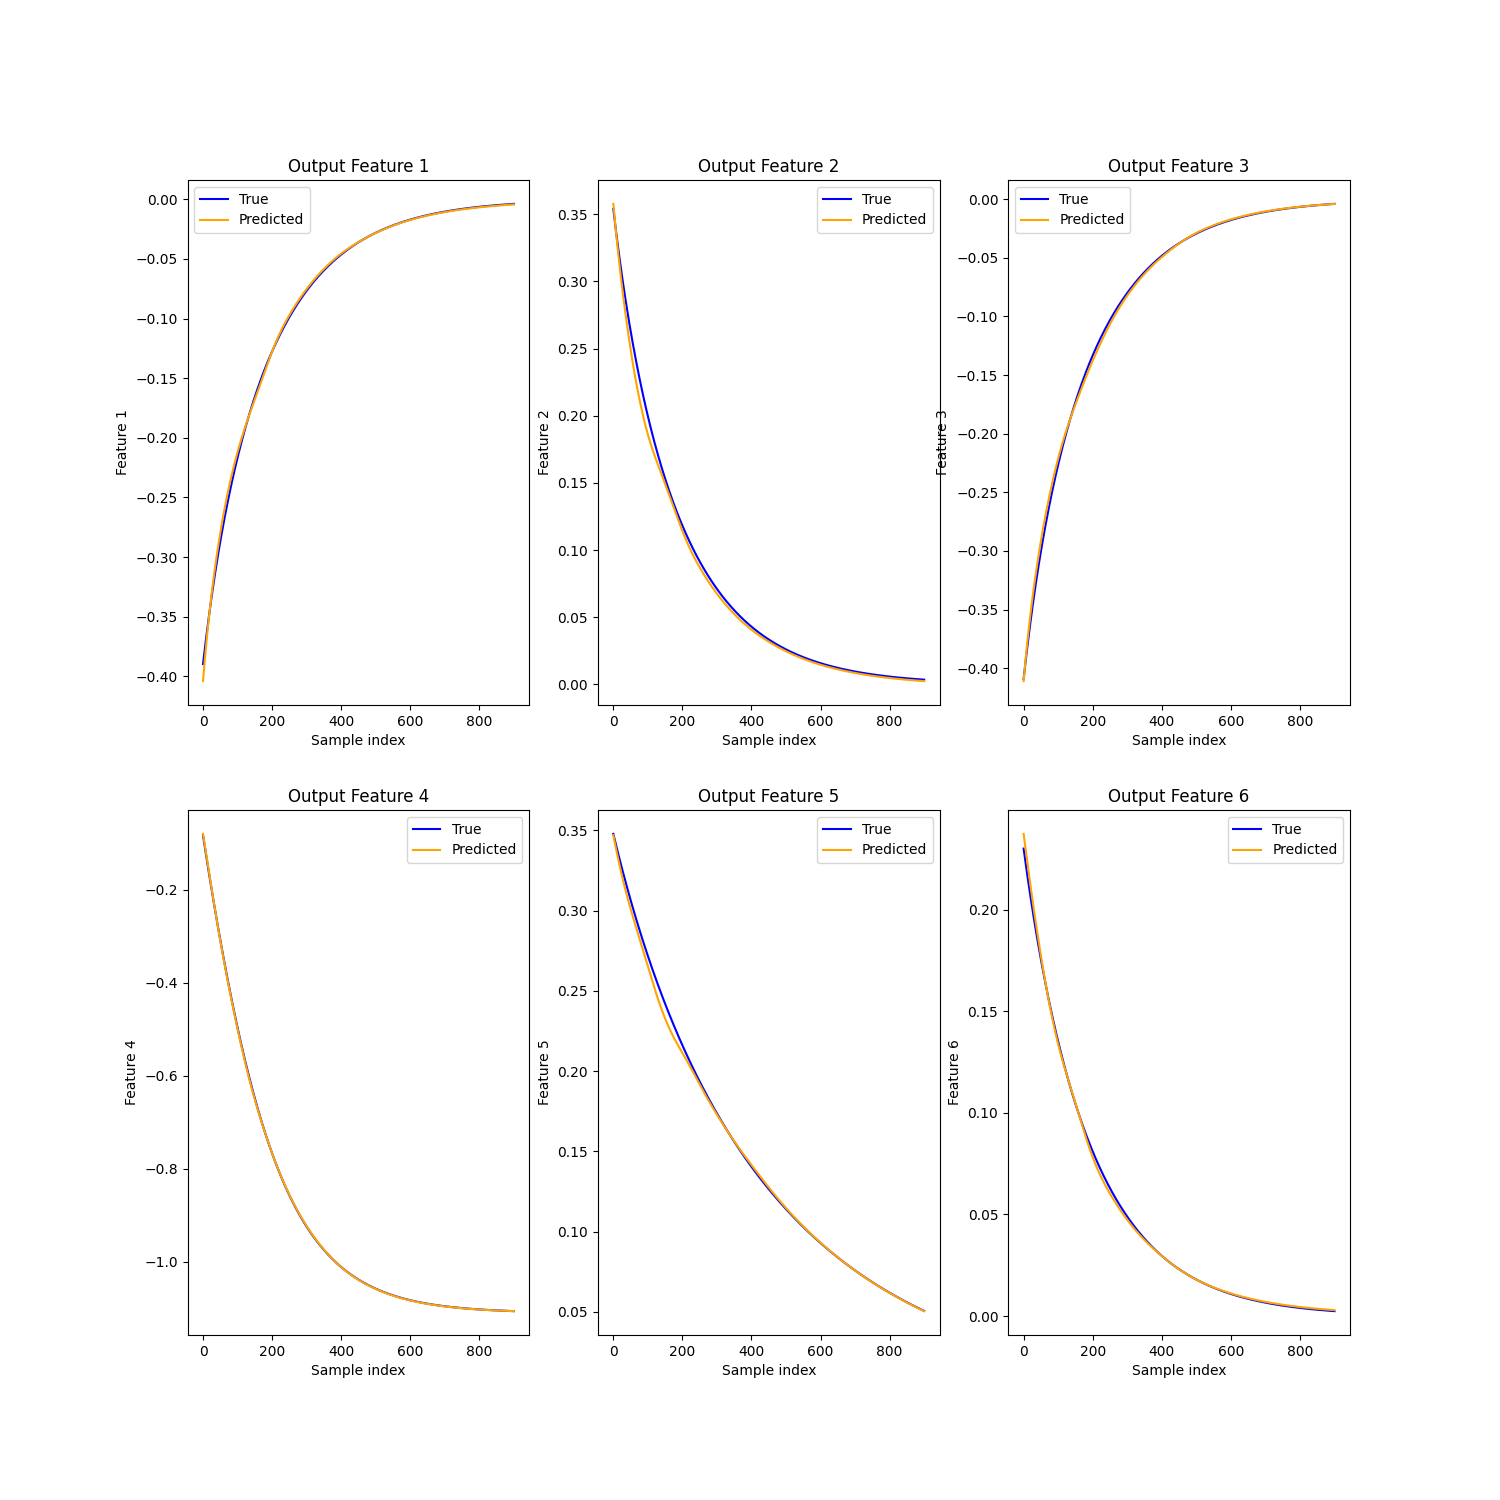 Output Feature 1
True
Predicted
0.00
−0.05
−0.10
−0.15
−0.20
−0.25
−0.30
−0.35
−0.40
Feature 1
0 200 400 600 800
Sample index
Output Feature 2
True
Predicted
0.35
0.30
0.25
0.20
0.15
0.10
0.05
0.00
Feature 2
0 200 400 600 800
Sample index
Output Feature 3
True
Predicted
0.00
−0.05
−0.10
−0.15
−0.20
−0.25
−0.30
−0.35
−0.40
Feature 3
0 200 400 600 800
Sample index
Output Feature 4
True
Predicted
−0.2
−0.4
−0.6
−0.8
−1.0
Feature 4
0 200 400 600 800
Sample index
Output Feature 5
True
Predicted
0.35
0.30
0.25
0.20
0.15
0.10
0.05
Feature 5
0 200 400 600 800
Sample index
Output Feature 6
True
Predicted
0.20
0.15
0.10
0.05
0.00
Feature 6
0 200 400 600 800
Sample index